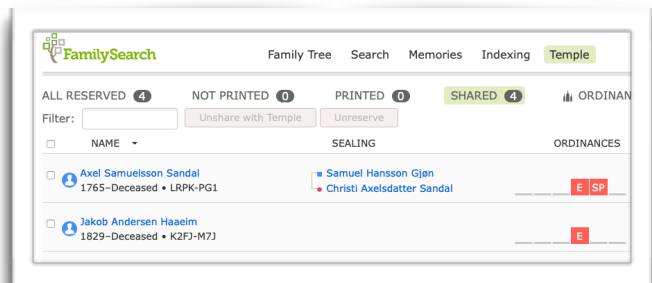 FamilySearch Family Tree Search Memories Indexing Temple
ALL RESERVED 4 NOT PRINTED 0 PRINTED 0 SHARED 4 ORDINAN
Filter: Unshare with Temple Unreserve
NAME SEALING ORDINANCES
Axel Samuelsson Sandal Samuel Hansson Gjøn
1765–Deceased • LRPK-PG1 Christi Axelsdatter Sandal E SP
Jakob Andersen Haaeim
1829–Deceased • K2FJ-M7J E